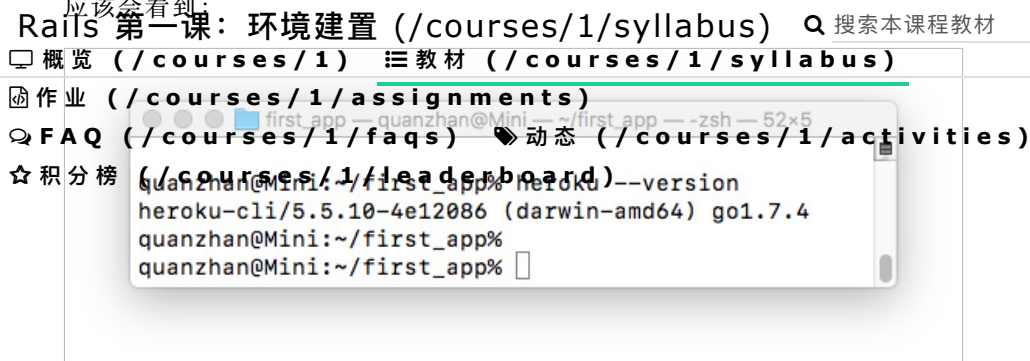 应该会看到：
Rails 第一课：环境建置 (/courses/1/syllabus) 搜索本课程教材
概览 (/courses/1) 教材 (/courses/1/syllabus)
作业 (/courses/1/assignments)
first_app — quanzhan@Mini — ~/first_app — -zsh — 52×5
FAQ (/courses/1/faqs) 动态 (/courses/1/activities)
积分榜 (/courses/1/leaderboard)
quanzhan@Mini:~/first_app% heroku --version
heroku-cli/5.5.10-4e12086 (darwin-amd64) go1.7.4
quanzhan@Mini:~/first_app%
quanzhan@Mini:~/first_app%